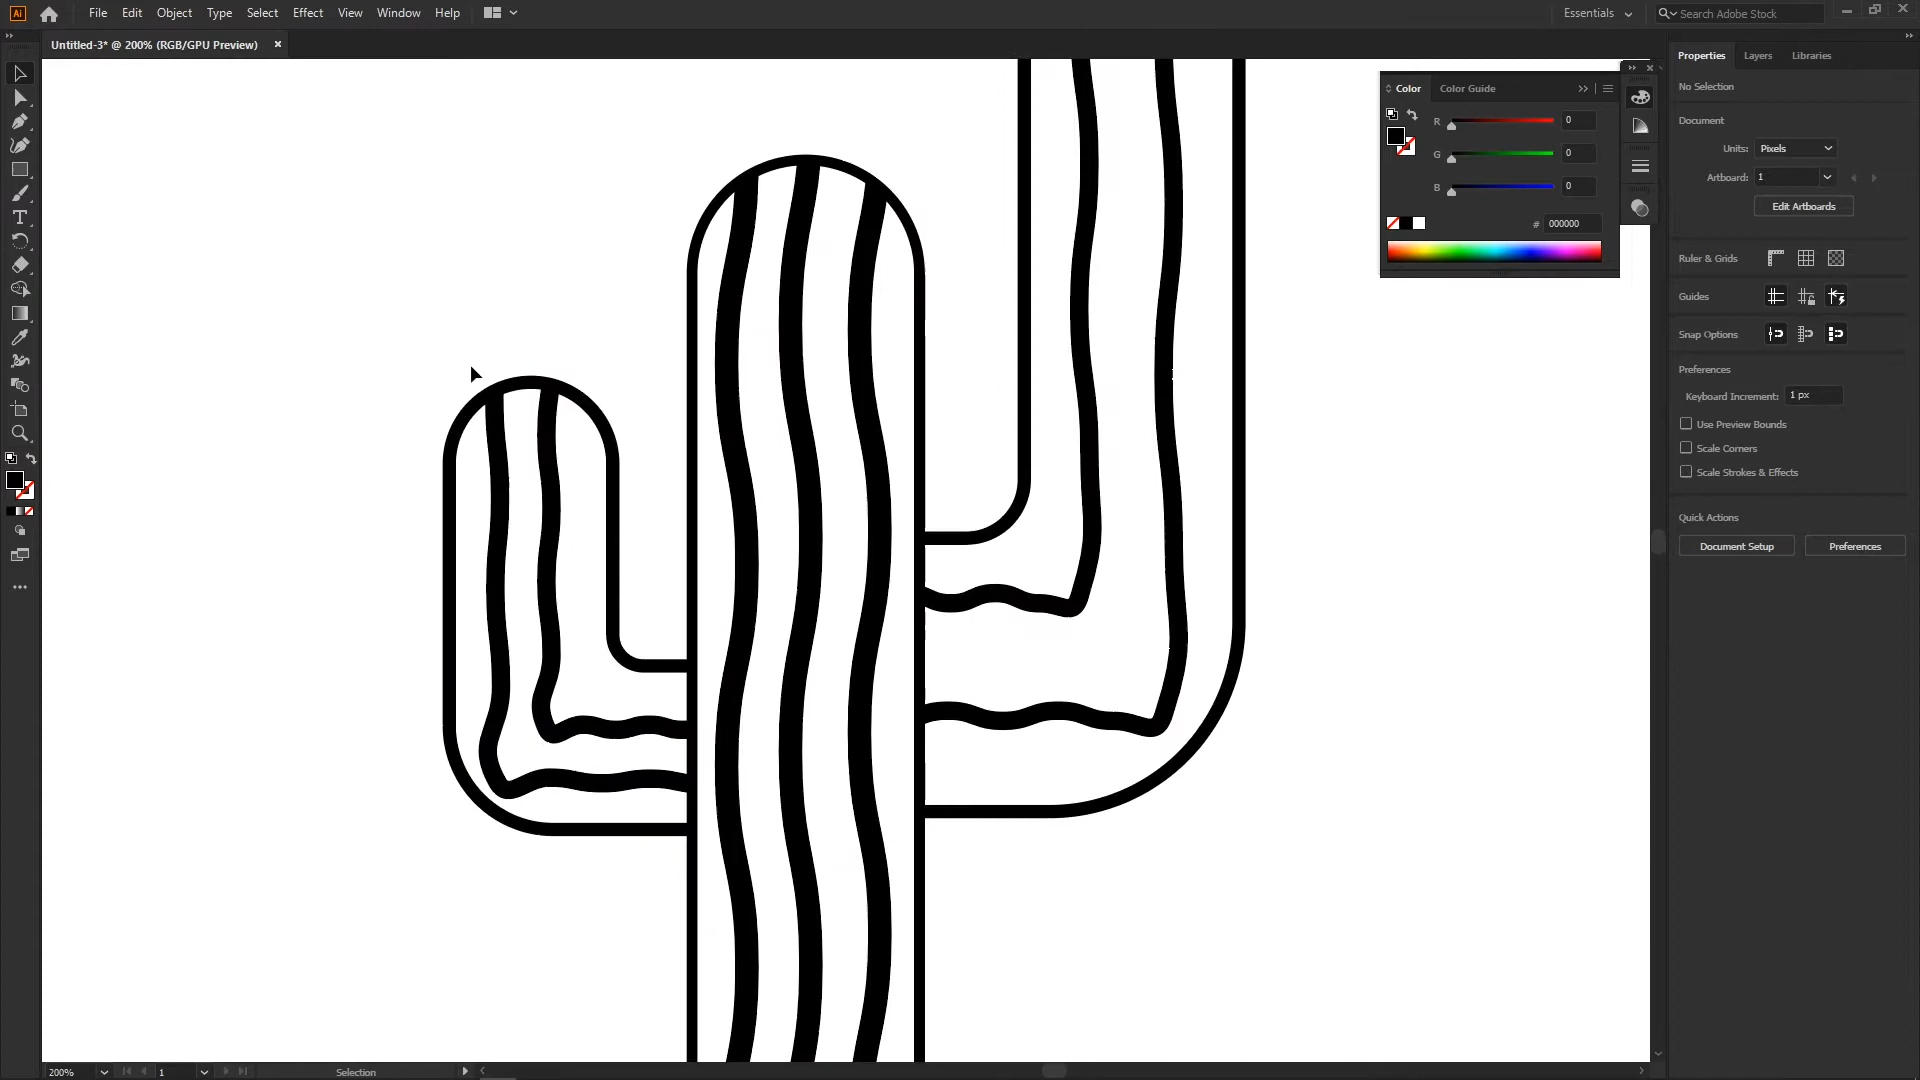 Ai File Edit Object Type Select Effect View Window Help Essentials Search Adobe Stock
Untitled-3* @ 200% (RGB/GPU Preview)
Properties Layers Libraries
No Selection
Document
Units: Pixels
Artboard: 1
Edit Artboards
Ruler & Grids
Guides
Snap Options
Preferences
Keyboard Increment: 1 px
Use Preview Bounds
Scale Corners
Scale Strokes & Effects
Quick Actions
Document Setup Preferences
Color Color Guide
R 0
G 0
B 0
# 000000
200% 1 Selection